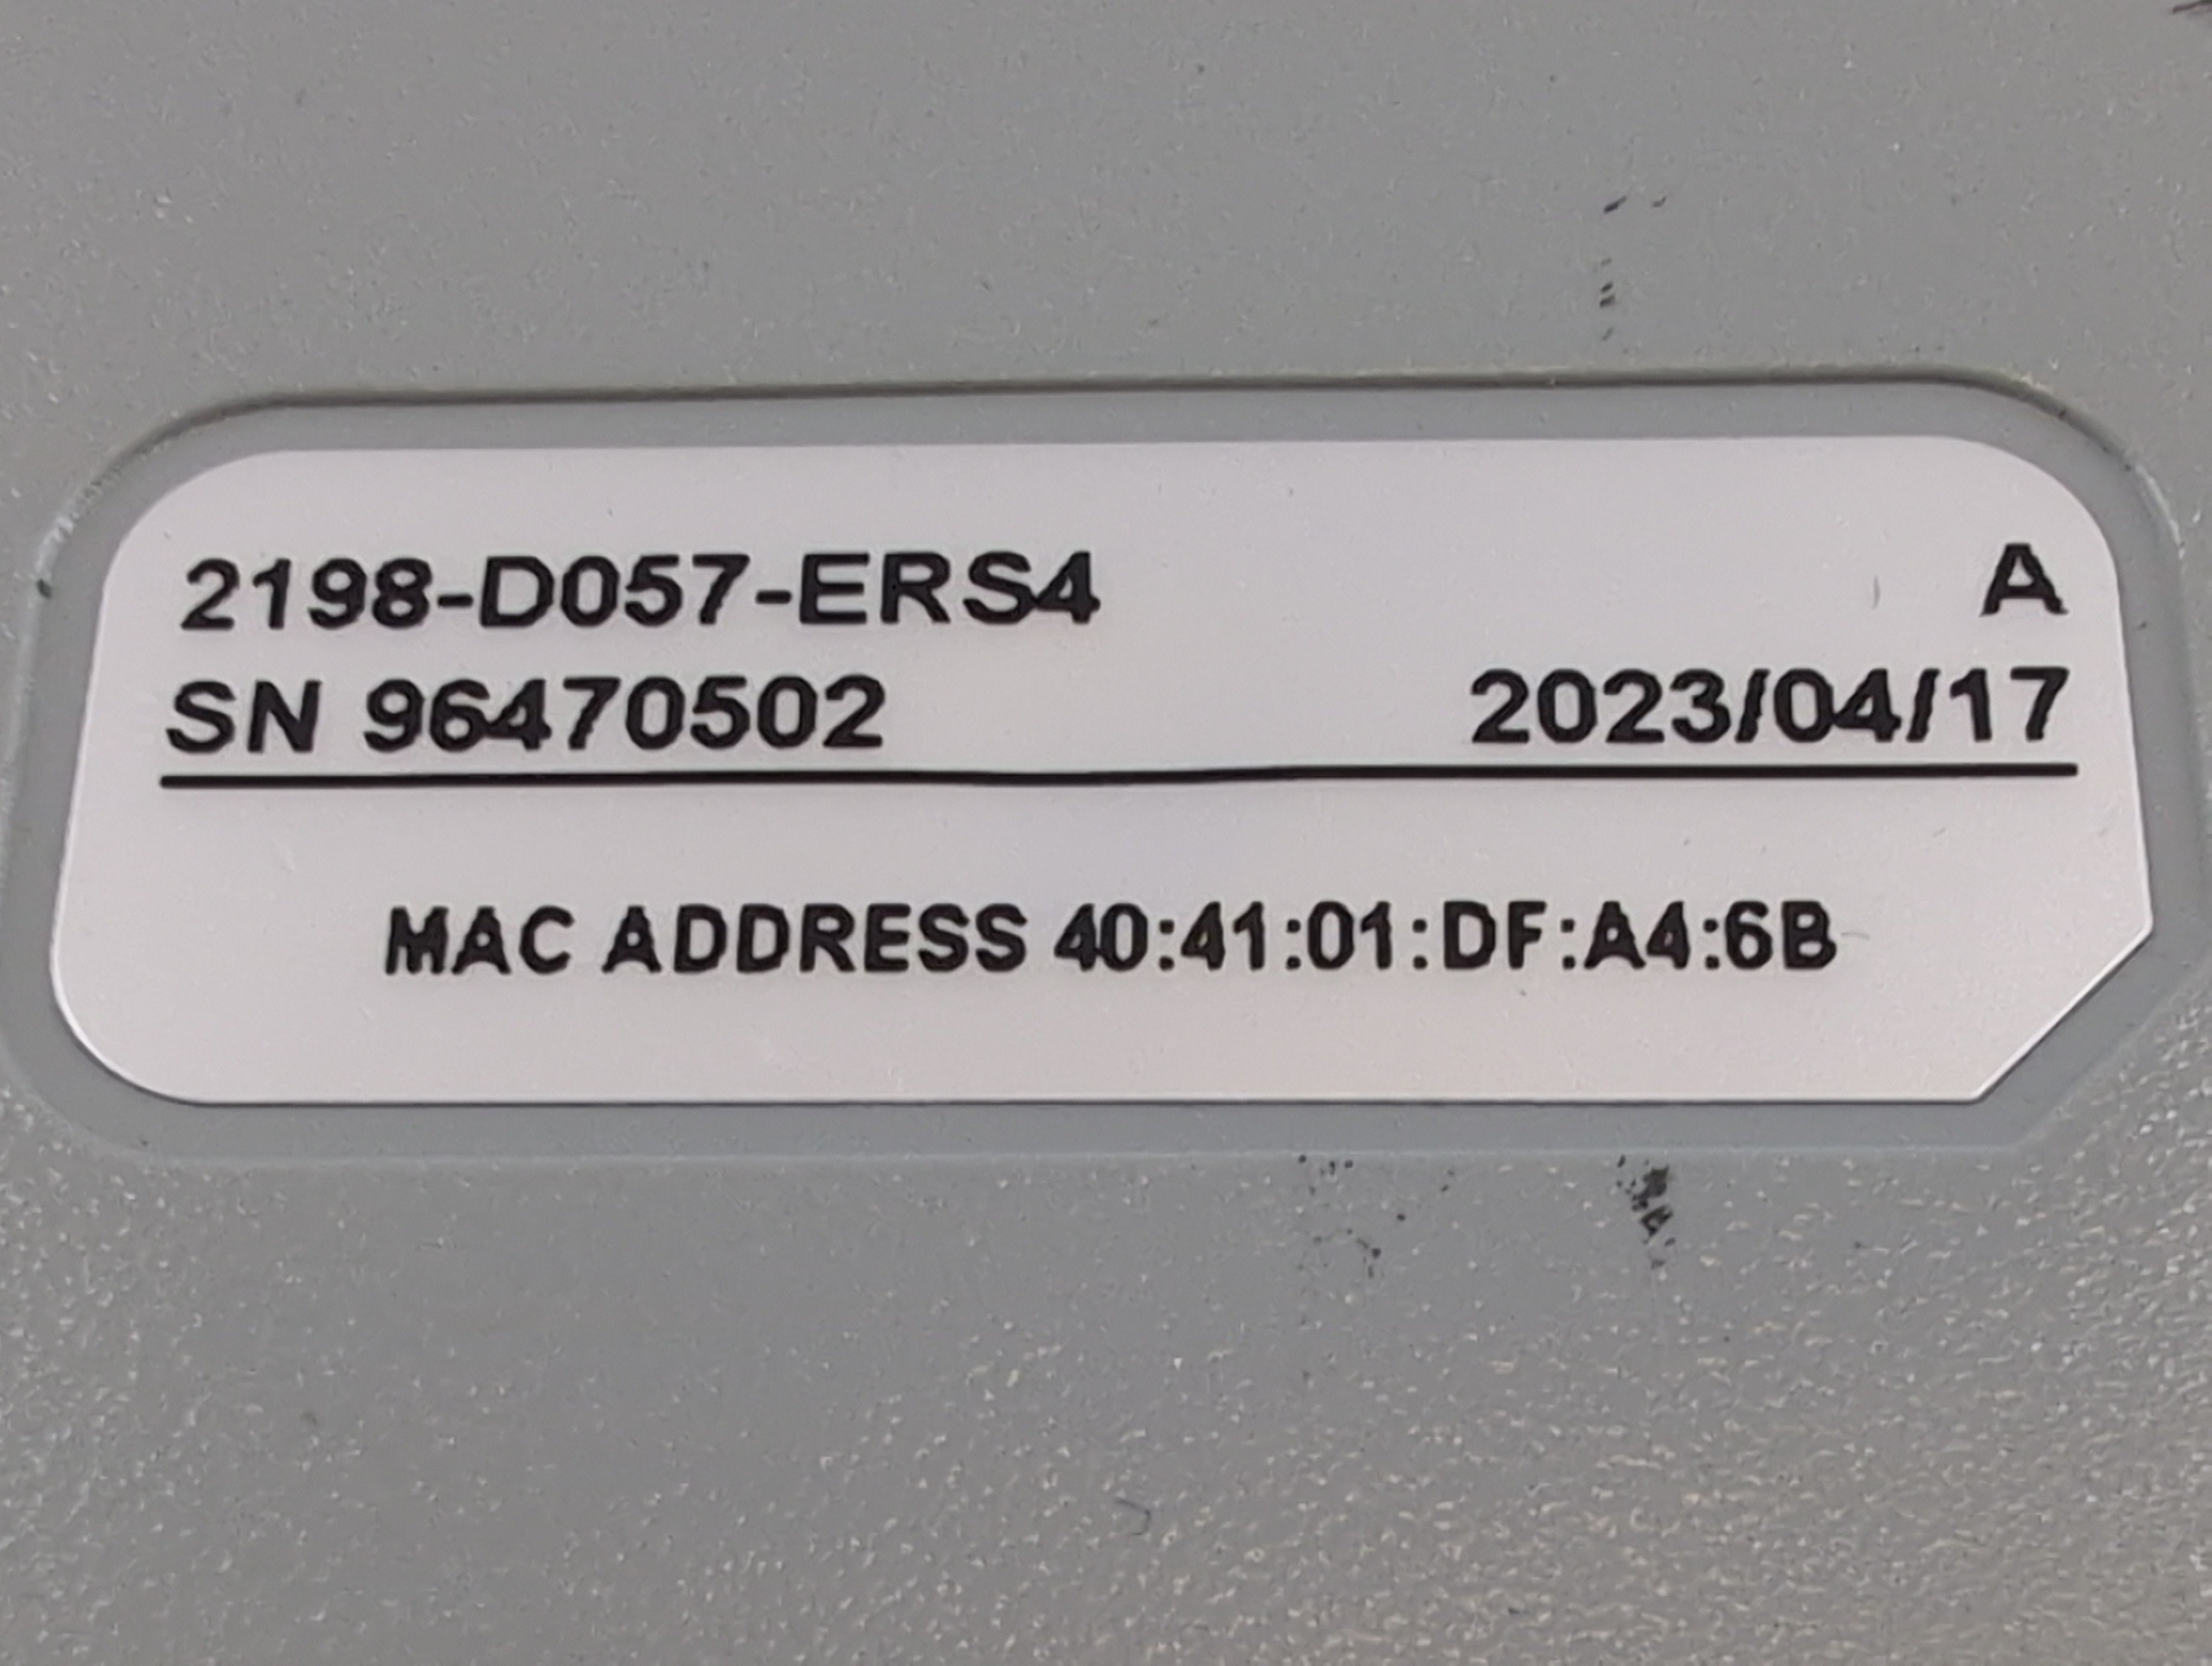 2198-D057-ERS4 A
SN 96470502 2023/04/17
MAC ADDRESS 40:41:01:DF:A4:6B